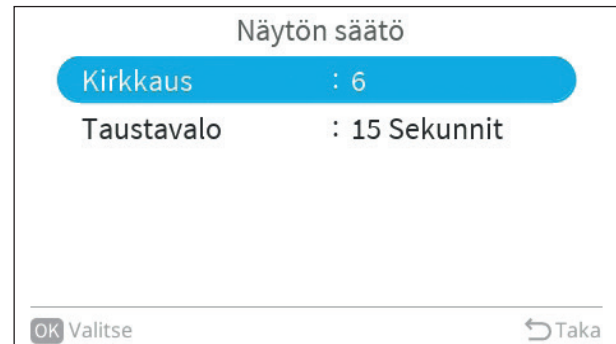 Näytön säätö
Kirkkaus : 6
Taustavalo : 15 Sekunnit
OK Valitse Taka